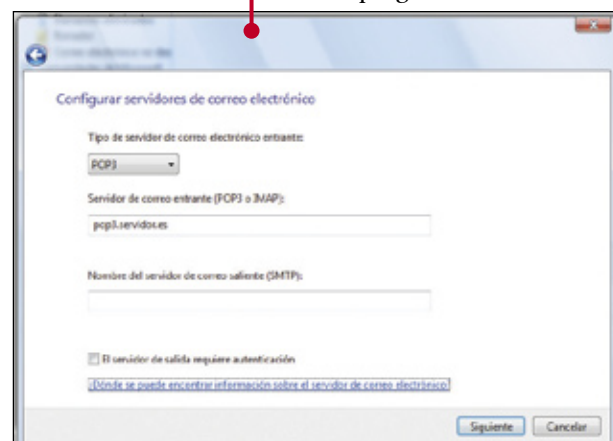 Configurar servidores de correo electrónico
Tipo de servidor de correo electrónico entrante:
POP3
Servidor de correo entrante (POP3 o IMAP):
pop3.servidor.es
Nombre del servidor de correo saliente (SMTP):
El servidor de salida requiere autenticación
¿Dónde se puede encontrar información sobre el servidor de correo electrónico?
Siguiente Cancelar